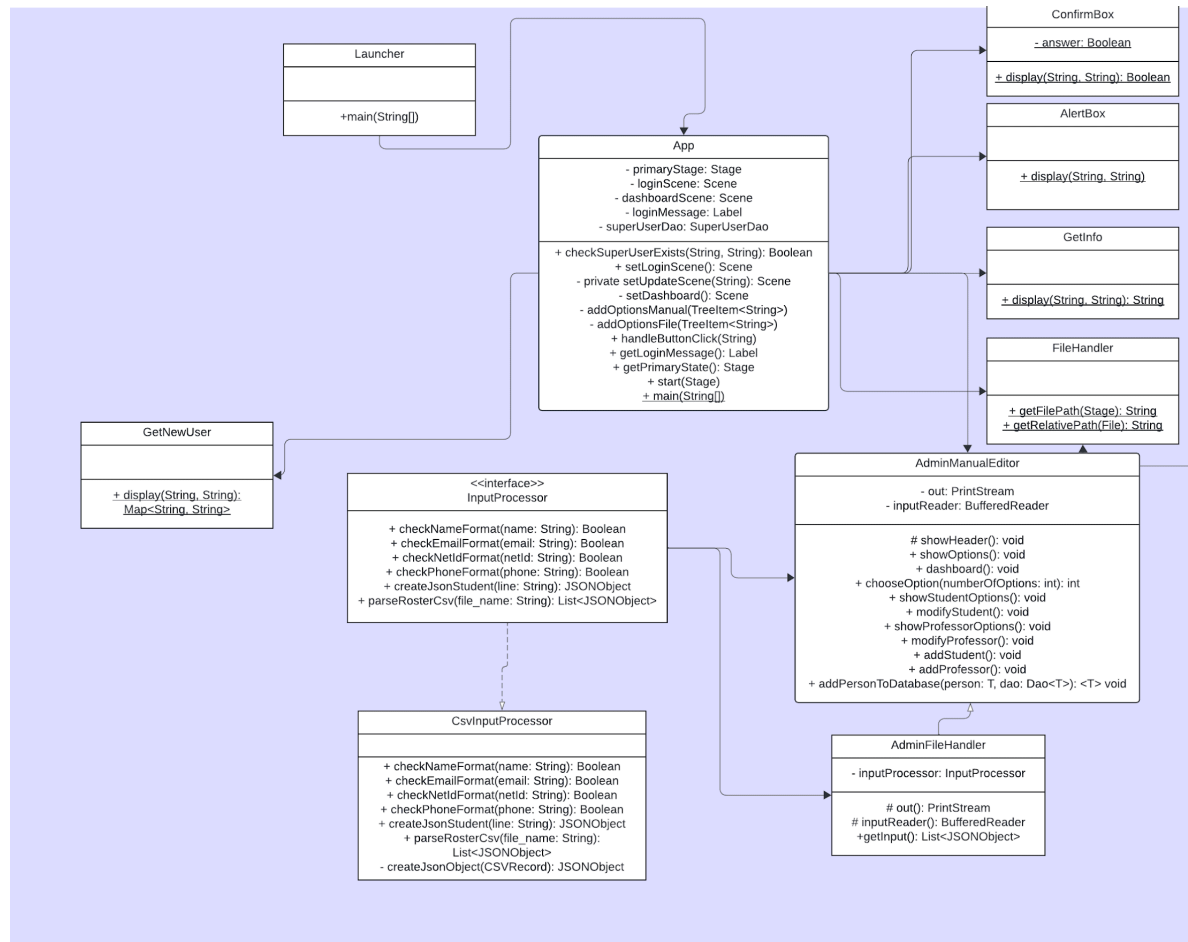 Launcher
+main(String[])
App
- primaryStage: Stage
- loginScene: Scene
- dashboardScene: Scene
- loginMessage: Label
- superUserDao: SuperUserDao
+ checkSuperUserExists(String, String): Boolean
+ setLoginScene(): Scene
- private setUpdateScene(String): Scene
- setDashboard(): Scene
- addOptionsManual(TreeItem<String>)
- addOptionsFile(TreeItem<String>)
+ handleButtonClick(String)
+ getLoginMessage(): Label
+ getPrimaryState(): Stage
+ start(Stage)
+ main(String[])
ConfirmBox
- answer: Boolean
+ display(String, String): Boolean
AlertBox
+ display(String, String)
GetInfo
+ display(String, String): String
FileHandler
+ getFilePath(Stage): String
+ getRelativePath(File): String
GetNewUser
+ display(String, String):
Map<String, String>
<<interface>>
InputProcessor
+ checkNameFormat(name: String): Boolean
+ checkEmailFormat(email: String): Boolean
+ checkNetIdFormat(netId: String): Boolean
+ checkPhoneFormat(phone: String): Boolean
+ createJsonStudent(line: String): JSONObject
+ parseRosterCsv(file_name: String): List<JSONObject>
AdminManualEditor
- out: PrintStream
- inputReader: BufferedReader
# showHeader(): void
+ showOptions(): void
+ dashboard(): void
+ chooseOption(numberOfOptions: int): int
+ showStudentOptions(): void
+ modifyStudent(): void
+ showProfessorOptions(): void
+ modifyProfessor(): void
+ addStudent(): void
+ addProfessor(): void
+ addPersonToDatabase(person: T, dao: Dao<T>): <T> void
CsvInputProcessor
+ checkNameFormat(name: String): Boolean
+ checkEmailFormat(email: String): Boolean
+ checkNetIdFormat(netId: String): Boolean
+ checkPhoneFormat(phone: String): Boolean
+ createJsonStudent(line: String): JSONObject
+ parseRosterCsv(file_name: String):
List<JSONObject>
- createJsonObject(CSVRecord): JSONObject
AdminFileHandler
- inputProcessor: InputProcessor
# out(): PrintStream
# inputReader(): BufferedReader
+getInput(): List<JSONObject>